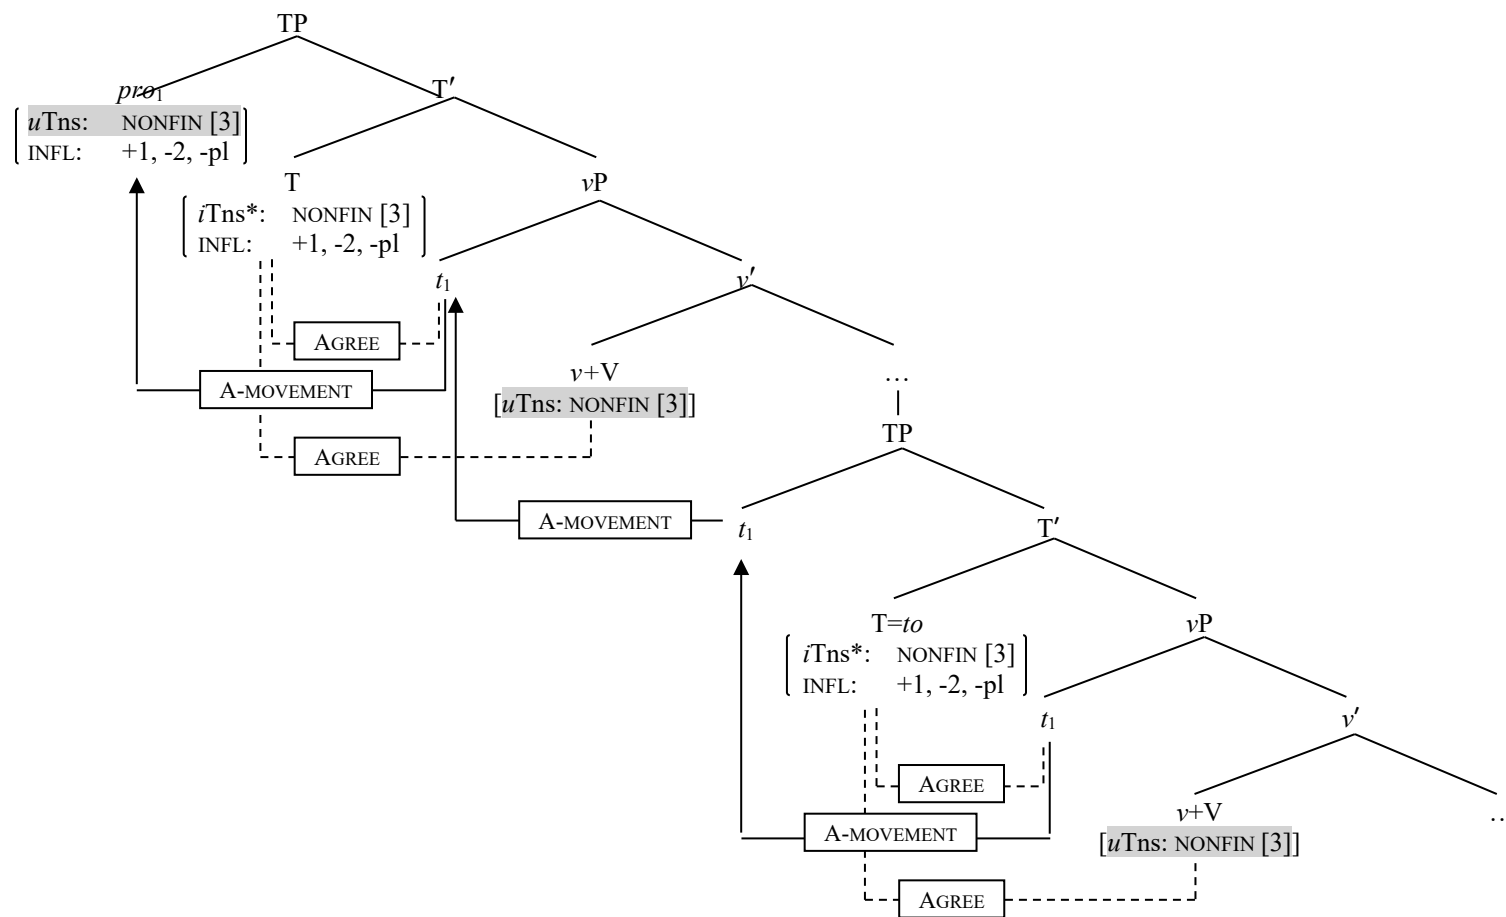 TP
pro₁
T′
uTns: NONFIN [3]
INFL: +1, -2, -pl
T
vP
iTns*: NONFIN [3]
INFL: +1, -2, -pl
t₁
v′
AGREE
v+V
A-MOVEMENT
…
[uTns: NONFIN [3]]
TP
AGREE
A-MOVEMENT
t₁
T′
T=to
vP
iTns*: NONFIN [3]
INFL: +1, -2, -pl
t₁
v′
AGREE
v+V
..
A-MOVEMENT
[uTns: NONFIN [3]]
AGREE